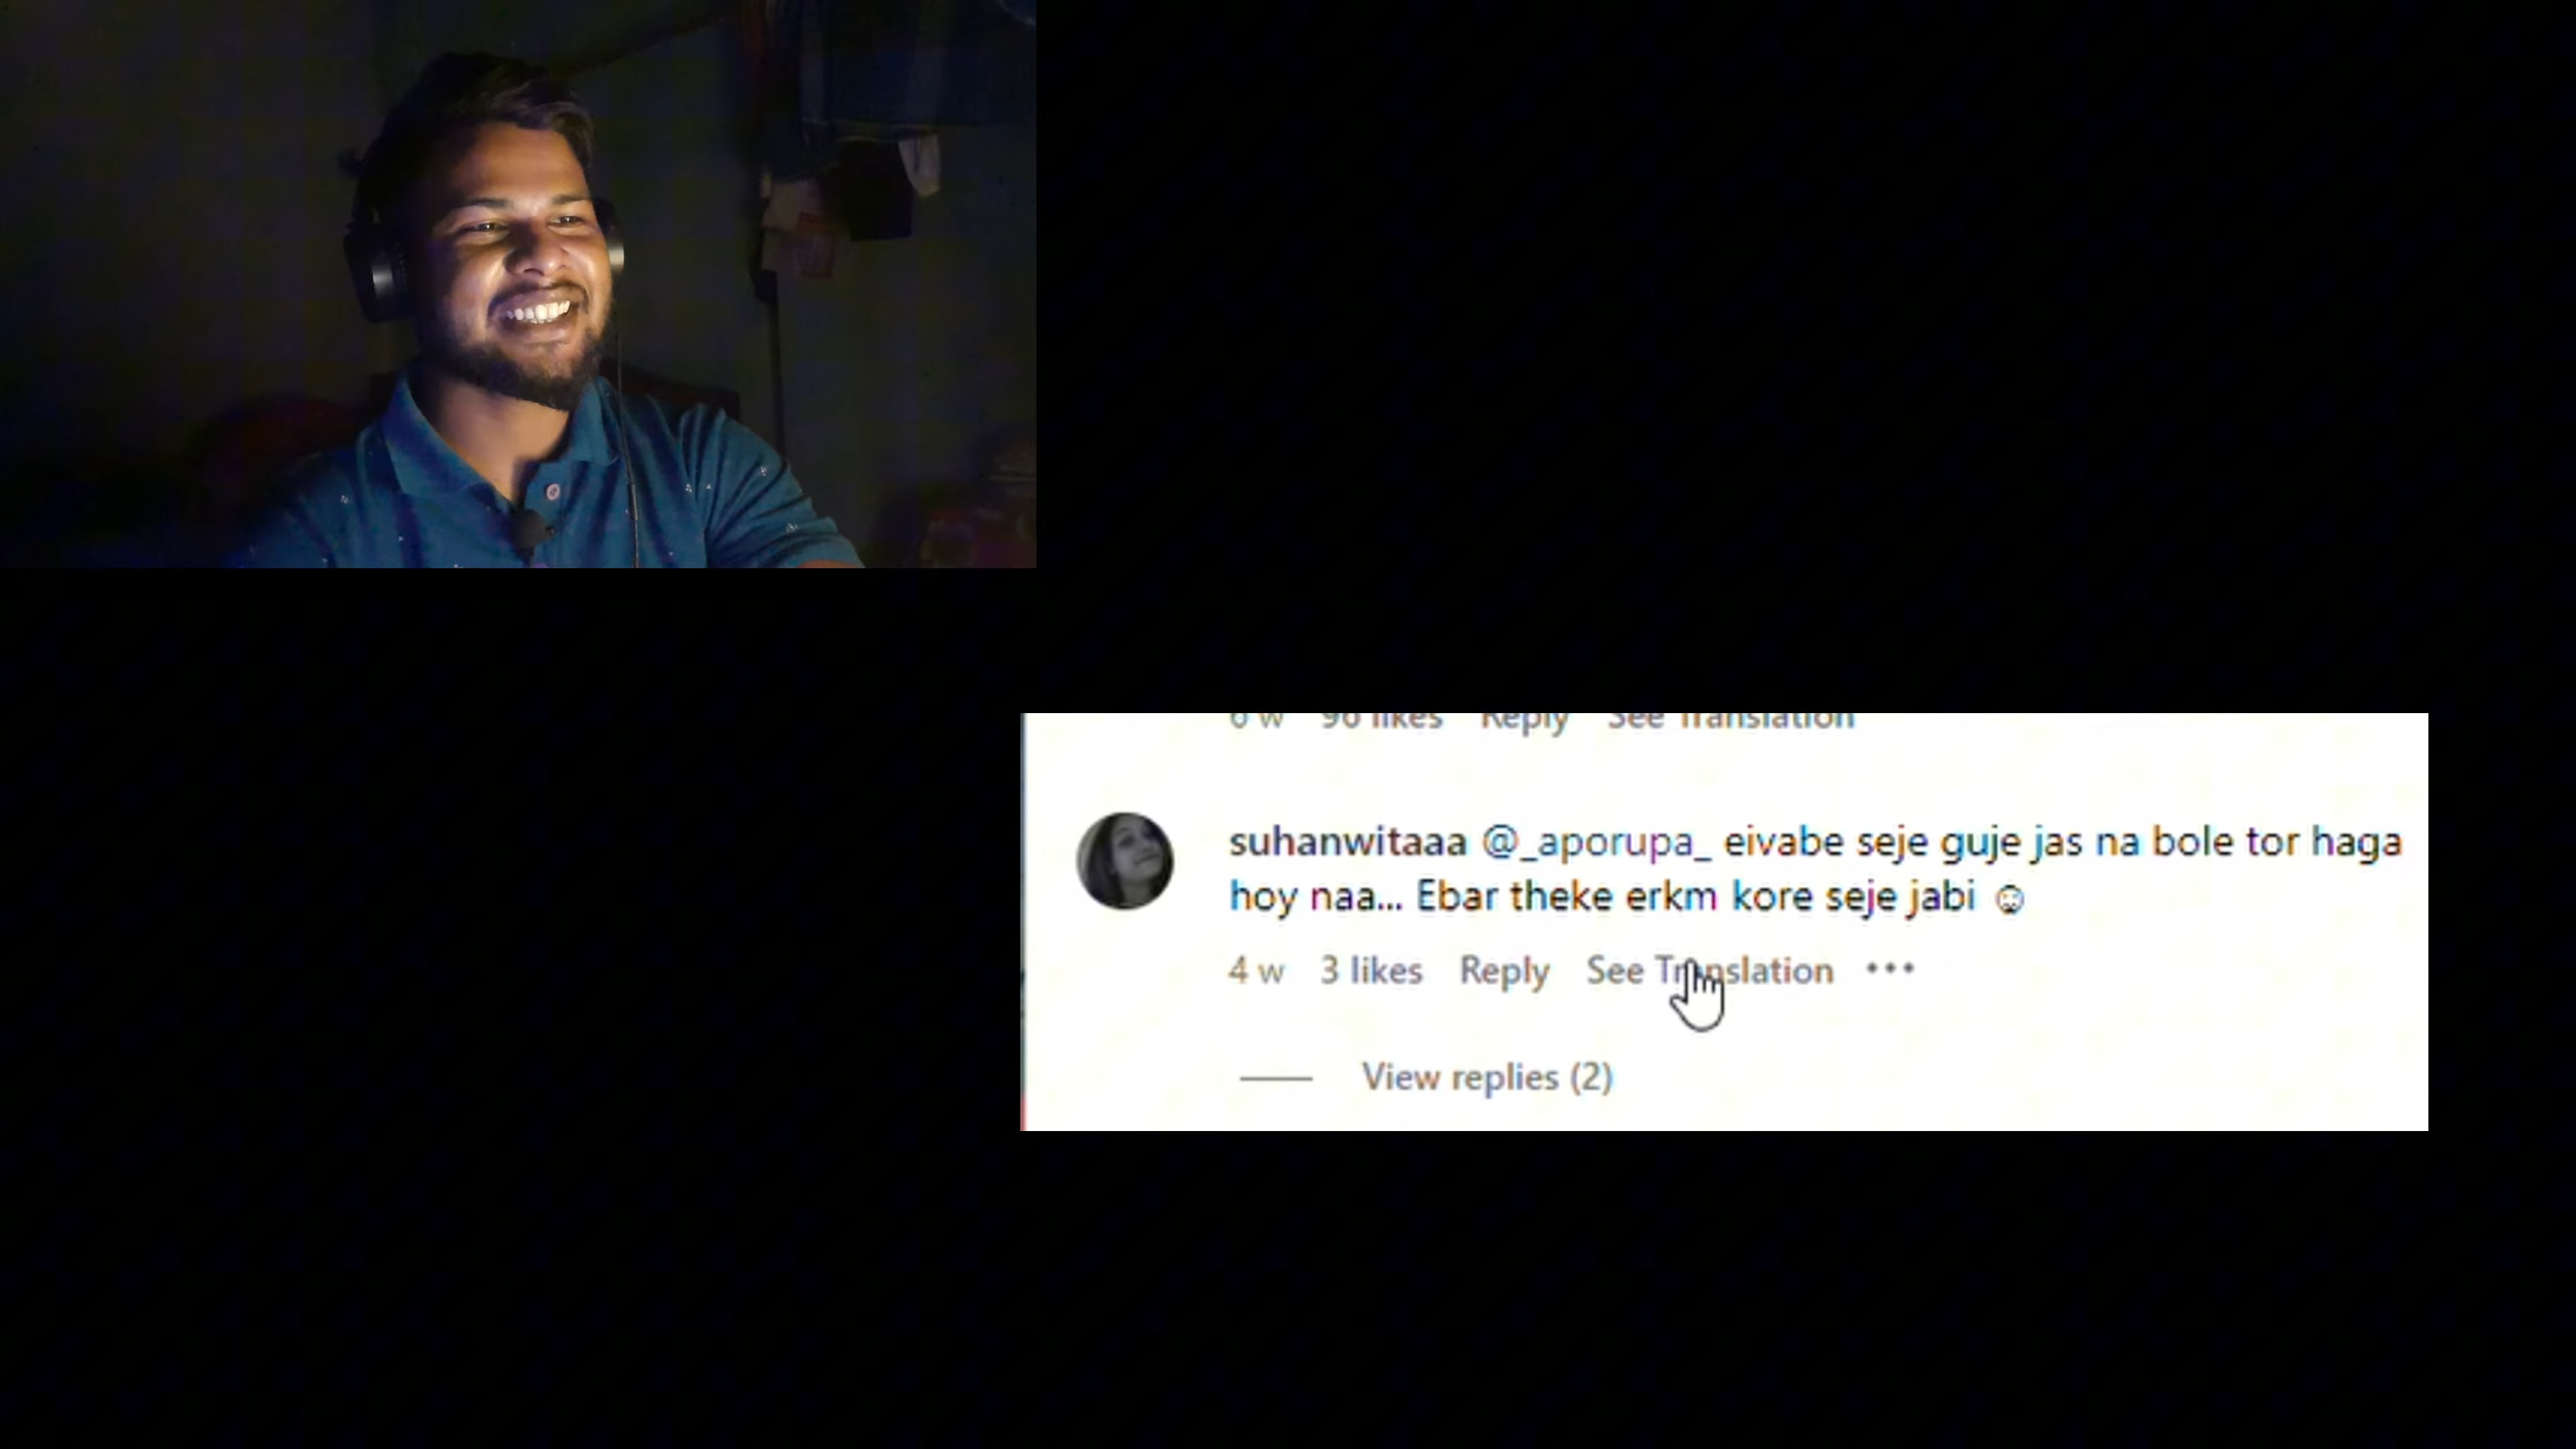 6 w 96 likes Reply See Translation
suhanwitaaa @_aporupa_ eivabe seje guje jas na bole tor haga
hoy naa... Ebar theke erkm kore seje jabi ☺
4 w 3 likes Reply See Translation •••
View replies (2)